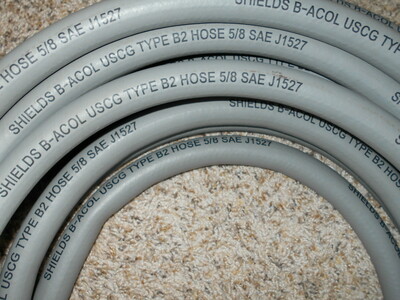 SHIELDS B-ACOL
HOSE 5/8 SAE J1527
SHIELDS B-ACOL USCG TYPE B2 HOSE 5/8 SAE J1527
SHIELDS B-ACOL USCG TYPE B2 HOSE 5/8 SAE J1527
USCG TYPE B2 HOSE 5/8 SAE J1527
SHIELDS
SHIELDS B-ACOL USCG TYPE B2 HOSE 5/8 SAE J1527